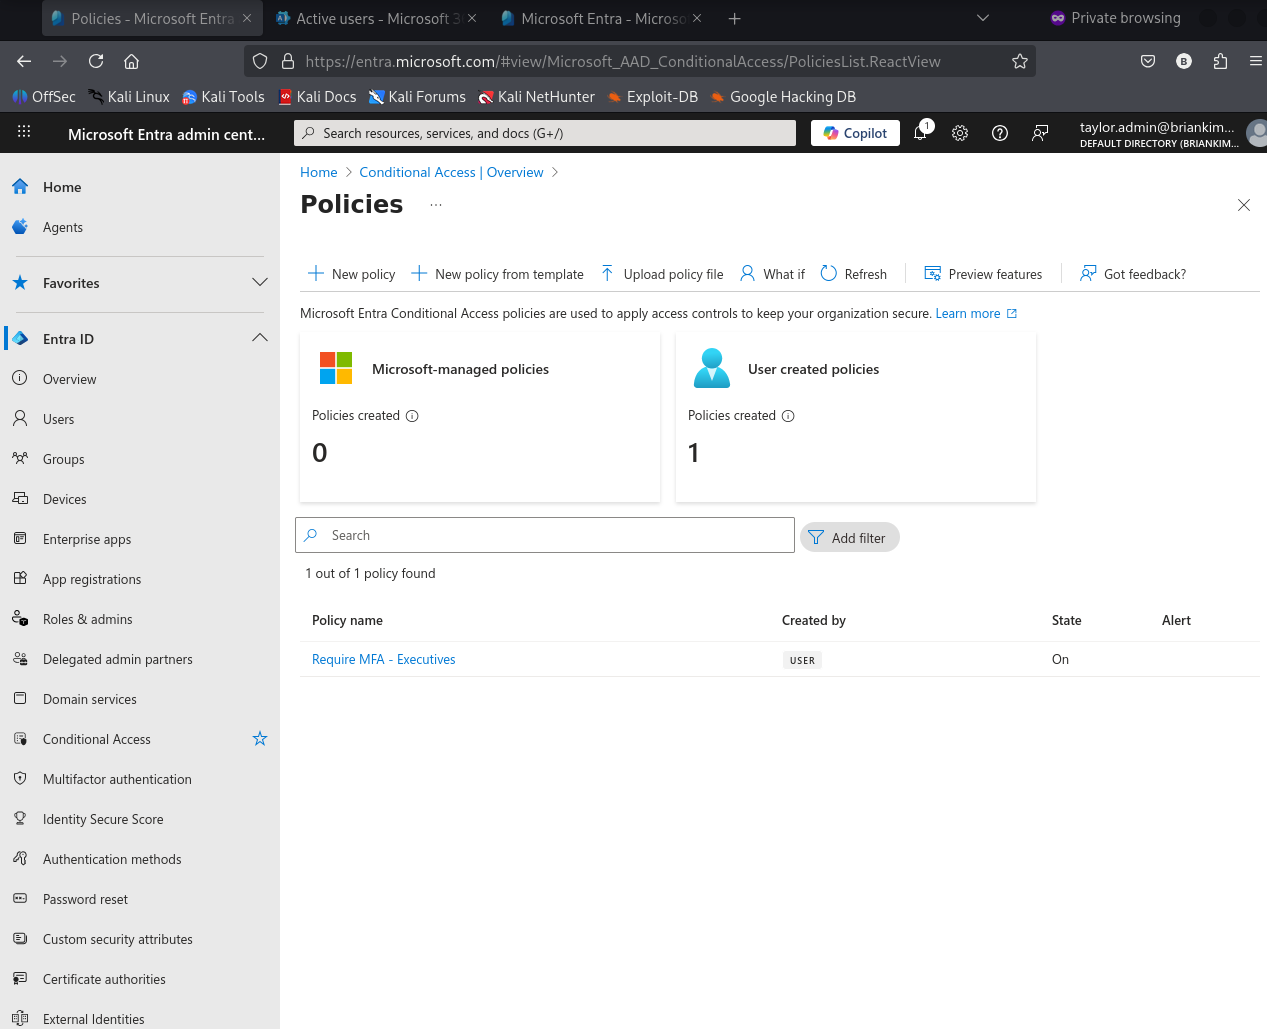 Policies - Microsoft Entra
Active users - Microsoft 3
Microsoft Entra - Microso
Private browsing
https://entra.microsoft.com/#view/Microsoft_AAD_ConditionalAccess/PoliciesList.ReactView
B
OffSec
Kali Linux
Kali Tools
Kali Docs
Kali Forums
Kali NetHunter
Exploit-DB
Google Hacking DB
Microsoft Entra admin cent...
Search resources, services, and docs (G+/)
Copilot
1
taylor.admin@briankim...
DEFAULT DIRECTORY (BRIANKIM...
Home
Agents
Favorites
Entra ID
Overview
Users
Groups
Devices
Enterprise apps
App registrations
Roles & admins
Delegated admin partners
Domain services
Conditional Access
Multifactor authentication
Identity Secure Score
Authentication methods
Password reset
Custom security attributes
Certificate authorities
External Identities
Home > Conditional Access | Overview >
Policies ...
New policy
New policy from template
Upload policy file
What if
Refresh
Preview features
Got feedback?
Microsoft Entra Conditional Access policies are used to apply access controls to keep your organization secure. Learn more
Microsoft-managed policies
Policies created
0
User created policies
Policies created
1
Search
Add filter
1 out of 1 policy found
Policy name Created by State Alert
Require MFA - Executives USER On